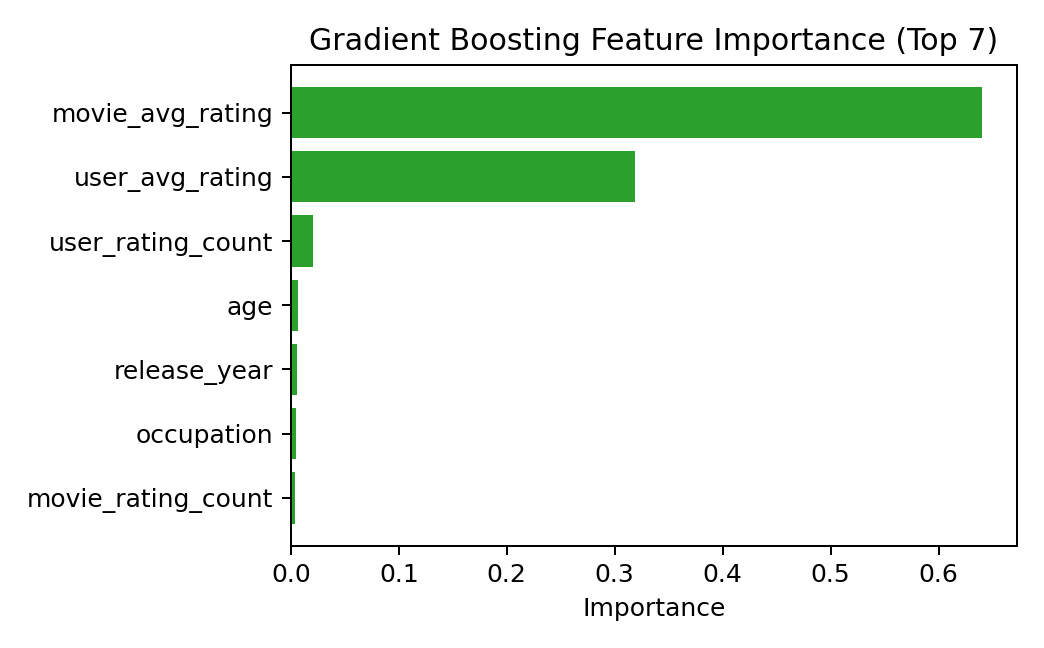 Gradient Boosting Feature Importance (Top 7)
movie_avg_rating
user_avg_rating
user_rating_count
age
release_year
occupation
movie_rating_count
0.0 0.1 0.2 0.3 0.4 0.5 0.6
Importance